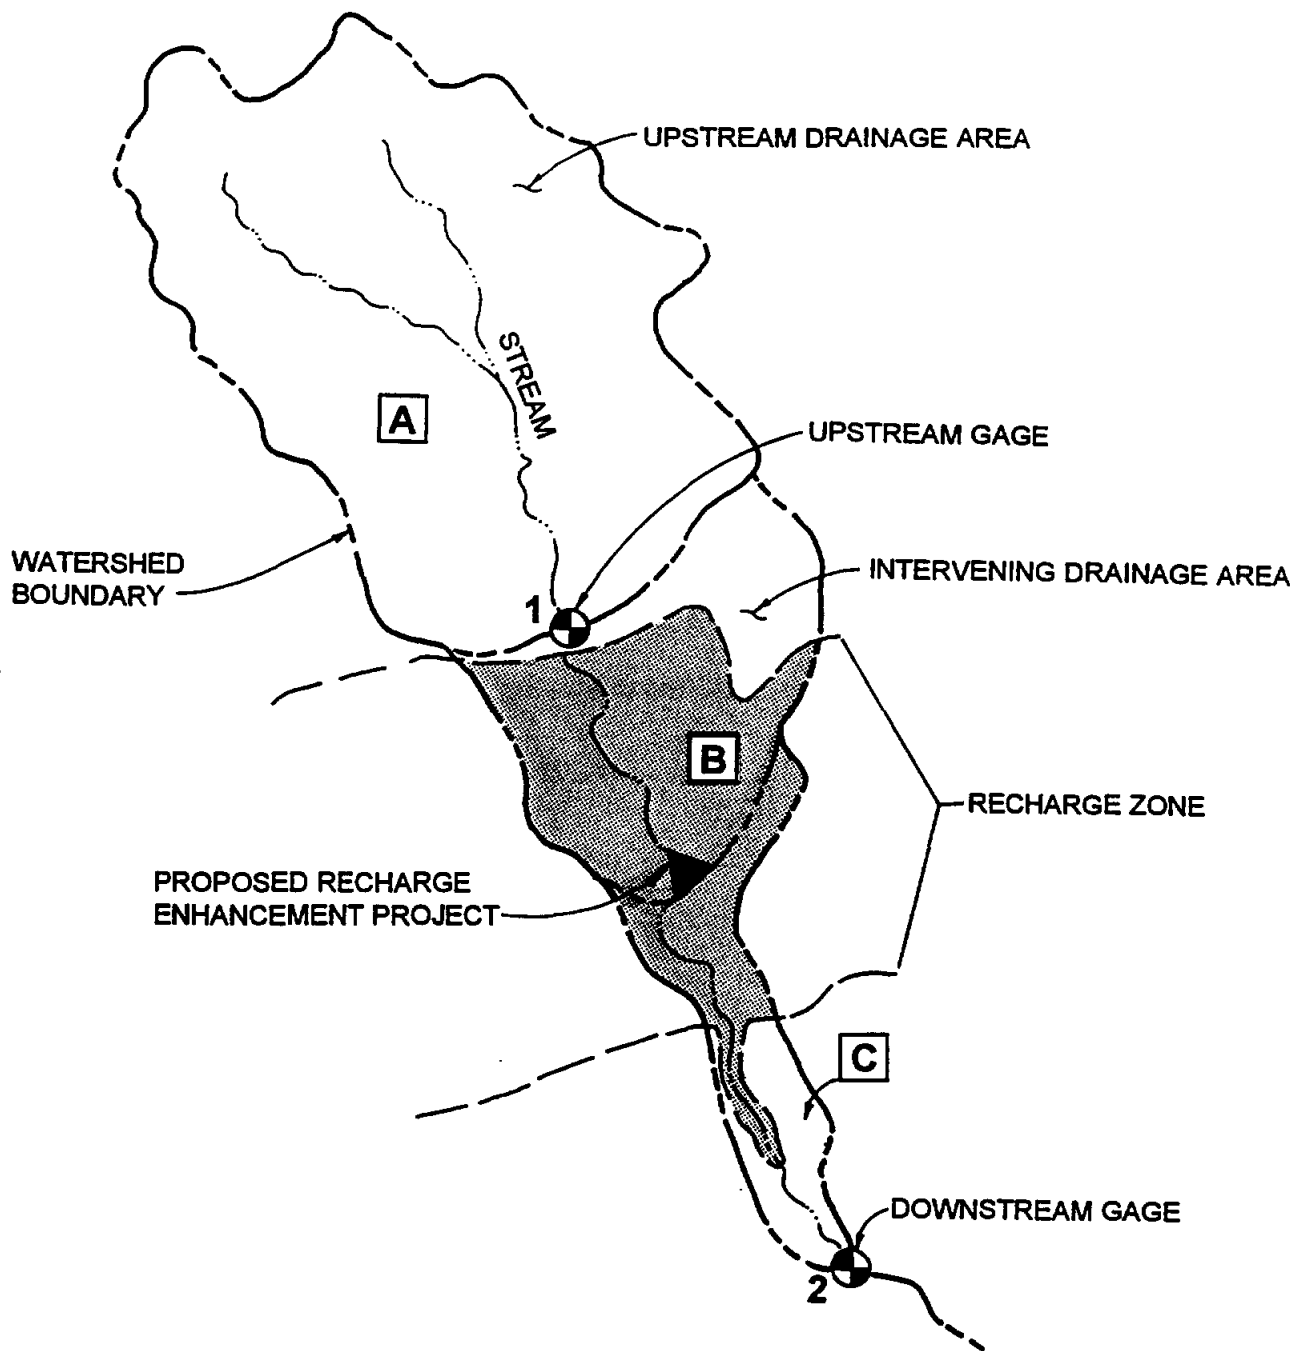 UPSTREAM DRAINAGE AREA
STREAM
A
UPSTREAM GAGE
WATERSHED
BOUNDARY
1
INTERVENING DRAINAGE AREA
B
RECHARGE ZONE
PROPOSED RECHARGE
ENHANCEMENT PROJECT
C
DOWNSTREAM GAGE
2